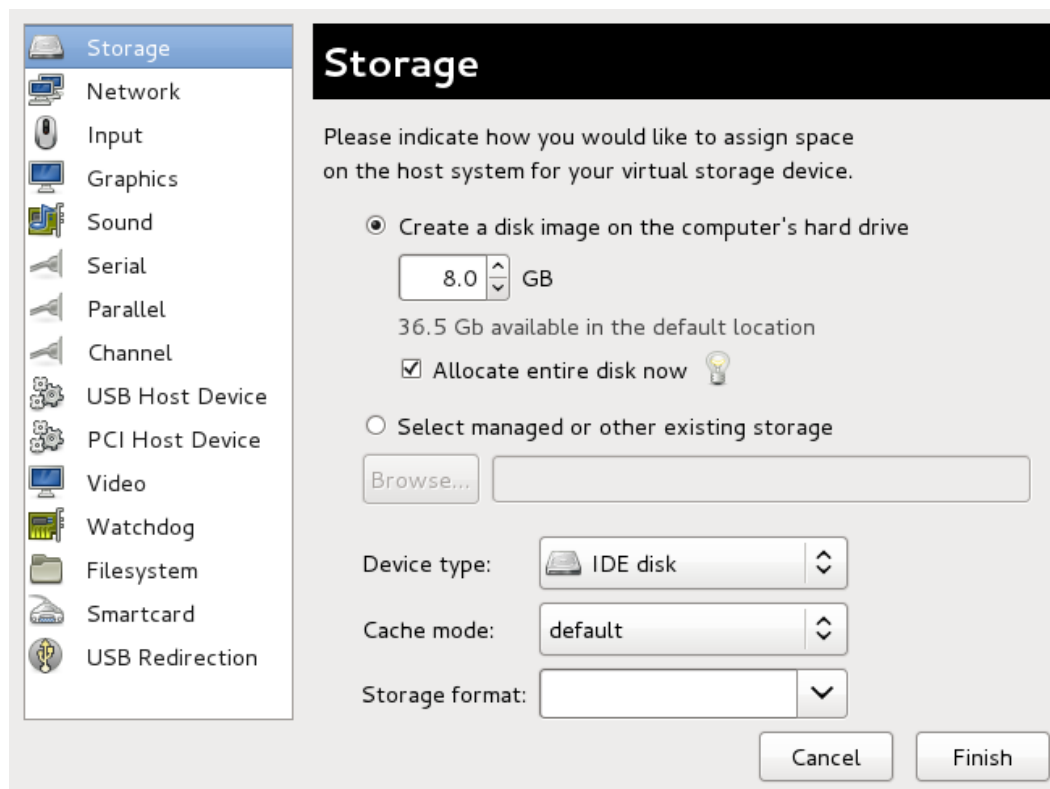 Storage
Network
Input
Graphics
Sound
Serial
Parallel
Channel
USB Host Device
PCI Host Device
Video
Watchdog
Filesystem
Smartcard
USB Redirection
Storage
Please indicate how you would like to assign space
on the host system for your virtual storage device.
Create a disk image on the computer's hard drive
8.0 GB
36.5 Gb available in the default location
Allocate entire disk now
Select managed or other existing storage
Browse...
Device type: IDE disk
Cache mode: default
Storage format:
Cancel Finish